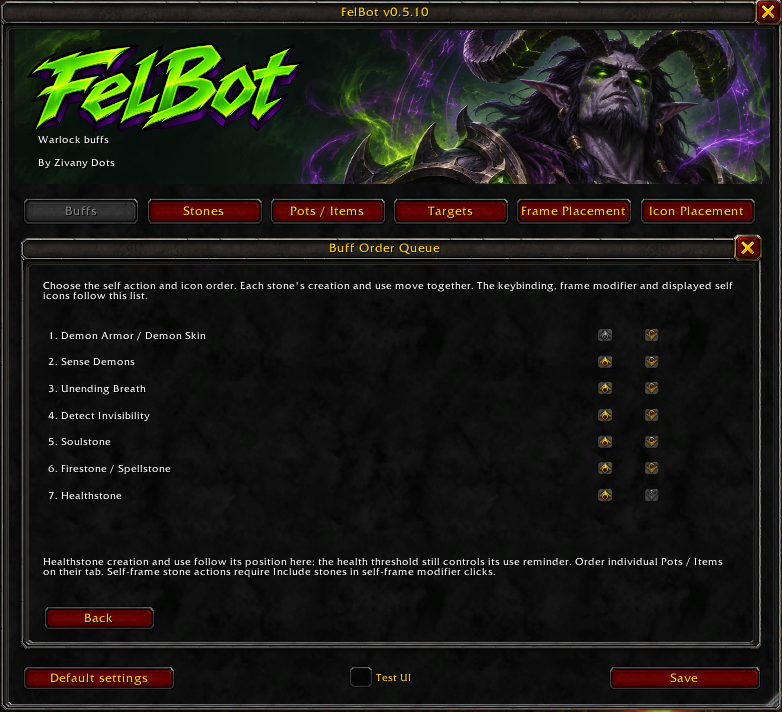 FelBot v0.5.10
FelBot
Warlock buffs
By Zivany Dots
Buffs
Stones
Pots / Items
Targets
Frame Placement
Icon Placement
Buff Order Queue
Choose the self action and icon order. Each stone's creation and use move together. The keybinding, frame modifier and displayed self
icons follow this list.
1. Demon Armor / Demon Skin
2. Sense Demons
3. Unending Breath
4. Detect Invisibility
5. Soulstone
6. Firestone / Spellstone
7. Healthstone
Healthstone creation and use follow its position here; the health threshold still controls its use reminder. Order individual Pots / Items
on their tab. Self-frame stone actions require Include stones in self-frame modifier clicks.
Back
Default settings
Test UI
Save